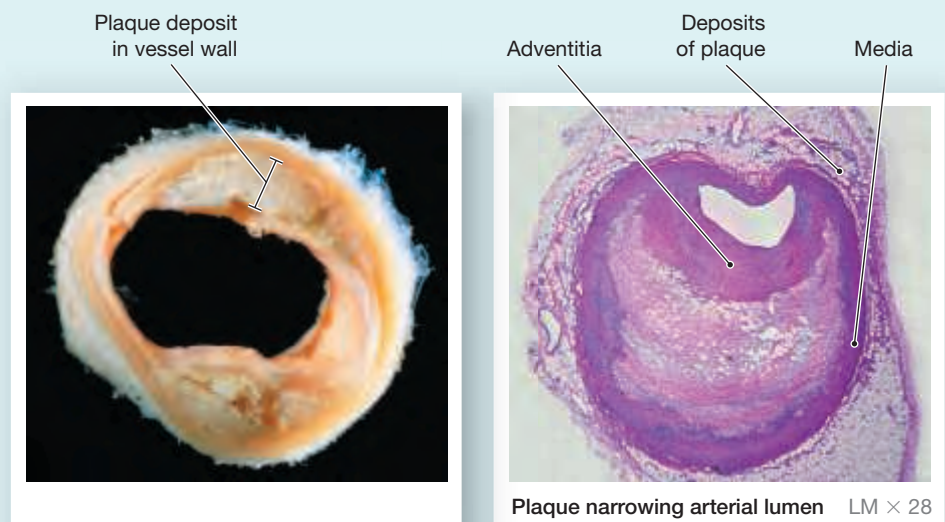 Plaque deposit
in vessel wall
Adventitia
Deposits
of plaque
Media
Plaque narrowing arterial lumen LM × 28